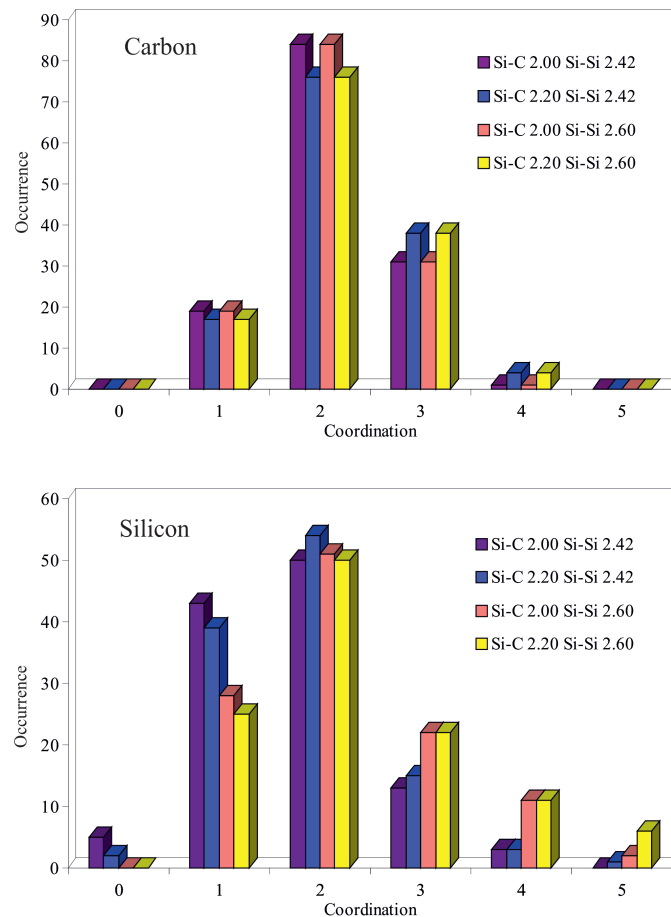 Carbon
90
80
70
60
50
40
30
20
10
0
Occurrence
Si-C 2.00 Si-Si 2.42
Si-C 2.20 Si-Si 2.42
Si-C 2.00 Si-Si 2.60
Si-C 2.20 Si-Si 2.60
0 1 2 3 4 5
Coordination
Silicon
60
50
40
30
20
10
0
Occurrence
Si-C 2.00 Si-Si 2.42
Si-C 2.20 Si-Si 2.42
Si-C 2.00 Si-Si 2.60
Si-C 2.20 Si-Si 2.60
0 1 2 3 4 5
Coordination